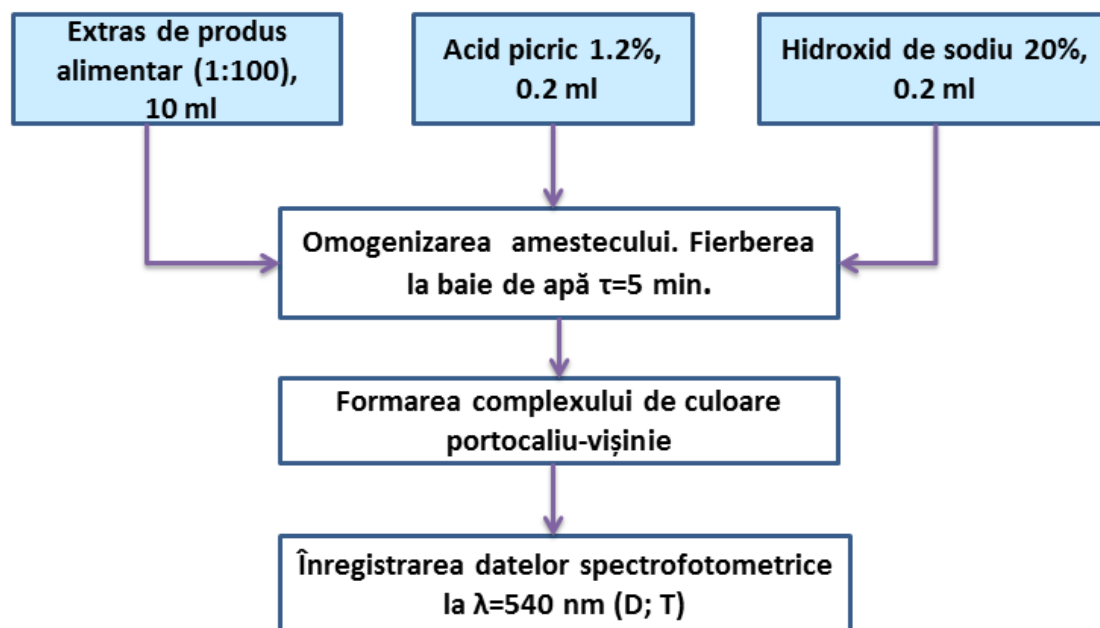 Extras de produs
alimentar (1:100),
10 ml
Acid picric 1.2%,
0.2 ml
Hidroxid de sodiu 20%,
0.2 ml
Omogenizarea amestecului. Fierberea
la baie de apă τ=5 min.
Formarea complexului de culoare
portocaliu-vișinie
Înregistrarea datelor spectrofotometrice
la λ=540 nm (D; T)